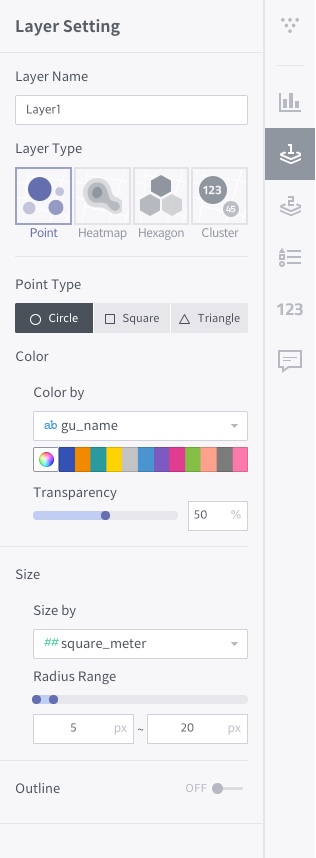 Layer Setting
Layer Name
Layer1
Layer Type
123
45
Point Heatmap Hexagon Cluster
Point Type
Circle Square Triangle
Color
Color by
ab gu_name
Transparency
50 %
Size
Size by
## square_meter
Radius Range
5 px ~ 20 px
Outline OFF
1
2
123